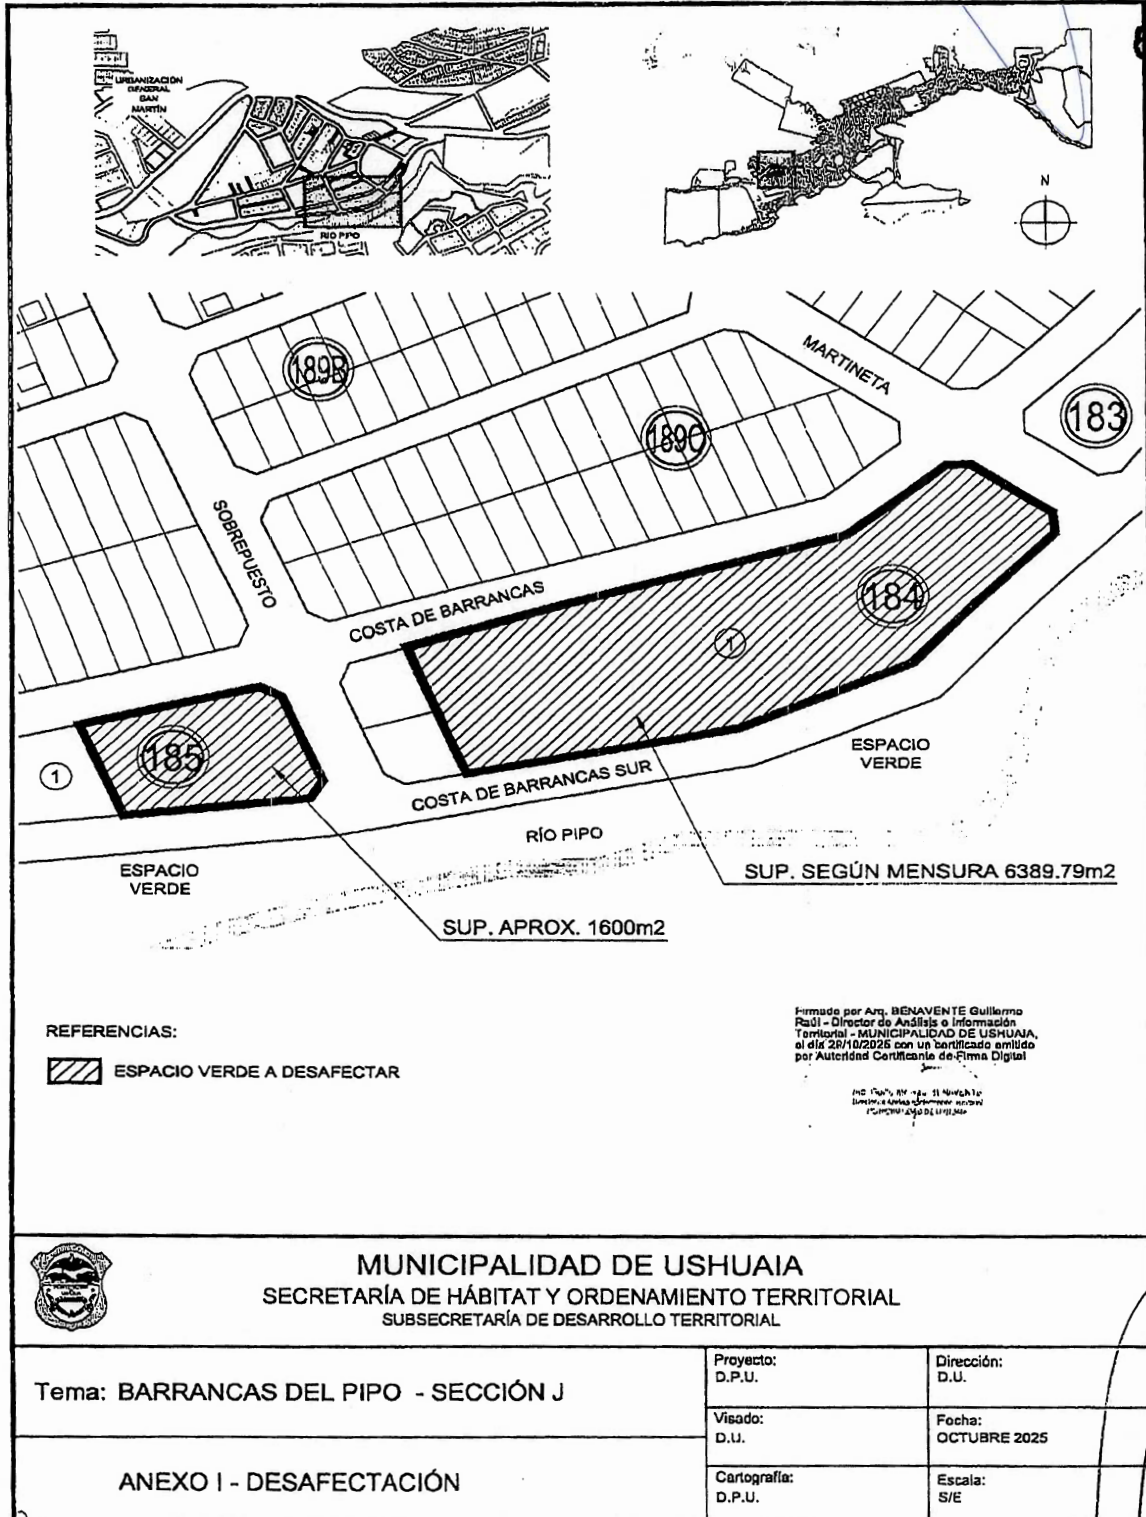 URBANIZACIÓN
GENERAL
SAN
MARTÍN
RIO PIPO
N
189B
MARTINETA
183
189C
SOBREPUESTO
COSTA DE BARRANCAS
184
1
185
1
ESPACIO
VERDE
COSTA DE BARRANCAS SUR
RÍO PIPO
ESPACIO
VERDE
SUP. SEGÚN MENSURA 6389.79m2
SUP. APROX. 1600m2
REFERENCIAS:
ESPACIO VERDE A DESAFECTAR
Firmado por Arq. BENAVENTE Guillermo
Raúl - Director de Análisis e Información
Territorial - MUNICIPALIDAD DE USHUAIA,
el día 29/10/2025 con un certificado emitido
por Autoridad Certificante de Firma Digital
MUNICIPALIDAD DE USHUAIA
SECRETARÍA DE HÁBITAT Y ORDENAMIENTO TERRITORIAL
SUBSECRETARÍA DE DESARROLLO TERRITORIAL
Tema: BARRANCAS DEL PIPO - SECCIÓN J
Proyecto:
D.P.U.
Dirección:
D.U.
Visado:
D.U.
Fecha:
OCTUBRE 2025
ANEXO I - DESAFECTACIÓN
Cartografía:
D.P.U.
Escala:
S/E